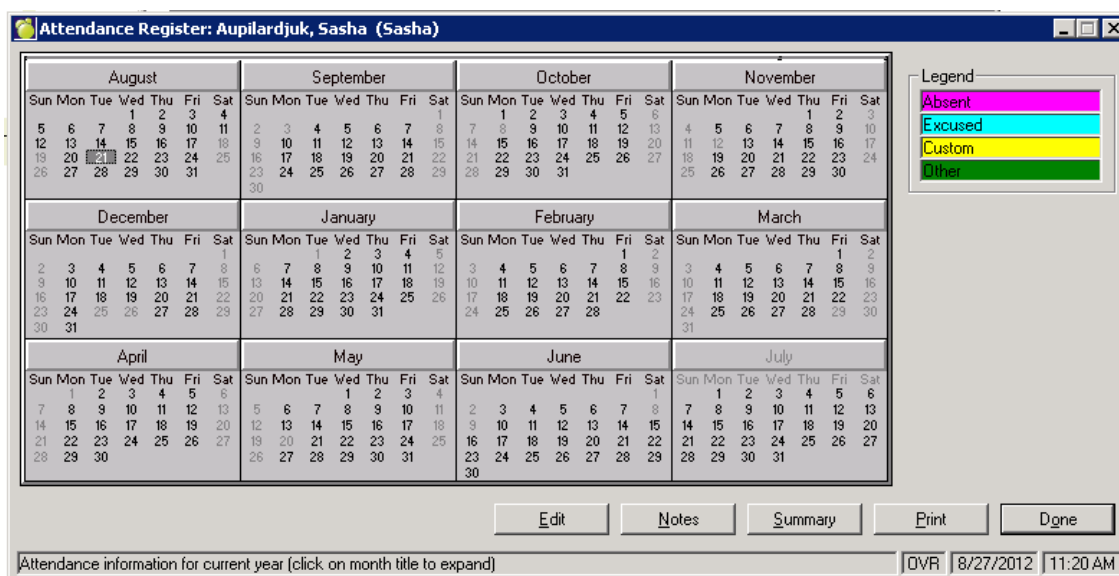 Attendance Register: Aupilardjuk, Sasha (Sasha)
August
Sun Mon Tue Wed Thu Fri Sat
1 2 3 4
5 6 7 8 9 10 11
12 13 14 15 16 17 18
19 20 21 22 23 24 25
26 27 28 29 30 31
September
Sun Mon Tue Wed Thu Fri Sat
1
2 3 4 5 6 7 8
9 10 11 12 13 14 15
16 17 18 19 20 21 22
23 24 25 26 27 28 29
30
October
Sun Mon Tue Wed Thu Fri Sat
1 2 3 4 5 6
7 8 9 10 11 12 13
14 15 16 17 18 19 20
21 22 23 24 25 26 27
28 29 30 31
November
Sun Mon Tue Wed Thu Fri Sat
1 2 3
4 5 6 7 8 9 10
11 12 13 14 15 16 17
18 19 20 21 22 23 24
25 26 27 28 29 30
December
Sun Mon Tue Wed Thu Fri Sat
1
2 3 4 5 6 7 8
9 10 11 12 13 14 15
16 17 18 19 20 21 22
23 24 25 26 27 28 29
30 31
January
Sun Mon Tue Wed Thu Fri Sat
1 2 3 4 5
6 7 8 9 10 11 12
13 14 15 16 17 18 19
20 21 22 23 24 25 26
27 28 29 30 31
February
Sun Mon Tue Wed Thu Fri Sat
1 2
3 4 5 6 7 8 9
10 11 12 13 14 15 16
17 18 19 20 21 22 23
24 25 26 27 28
March
Sun Mon Tue Wed Thu Fri Sat
1 2
3 4 5 6 7 8 9
10 11 12 13 14 15 16
17 18 19 20 21 22 23
24 25 26 27 28 29 30
31
April
Sun Mon Tue Wed Thu Fri Sat
1 2 3 4 5 6
7 8 9 10 11 12 13
14 15 16 17 18 19 20
21 22 23 24 25 26 27
28 29 30
May
Sun Mon Tue Wed Thu Fri Sat
1 2 3 4
5 6 7 8 9 10 11
12 13 14 15 16 17 18
19 20 21 22 23 24 25
26 27 28 29 30 31
June
Sun Mon Tue Wed Thu Fri Sat
1
2 3 4 5 6 7 8
9 10 11 12 13 14 15
16 17 18 19 20 21 22
23 24 25 26 27 28 29
30
July
Sun Mon Tue Wed Thu Fri Sat
1 2 3 4 5 6
7 8 9 10 11 12 13
14 15 16 17 18 19 20
21 22 23 24 25 26 27
28 29 30 31
Legend
Absent
Excused
Custom
Other
Edit
Notes
Summary
Print
Done
Attendance information for current year (click on month title to expand)
OVR 8/27/2012 11:20 AM